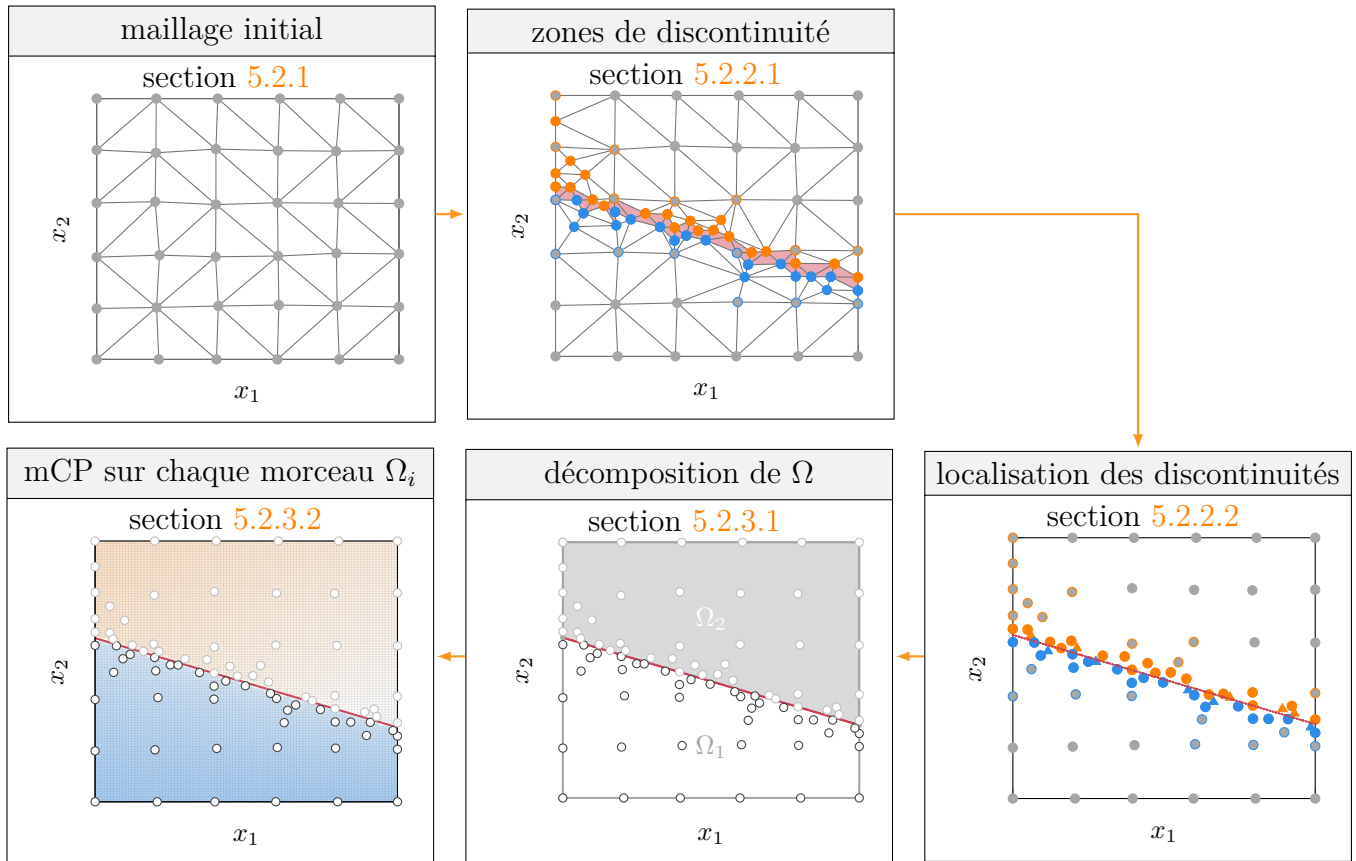 maillage initial
section 5.2.1
x₂
x₁
zones de discontinuité
section 5.2.2.1
x₂
x₁
localisation des discontinuités
section 5.2.2.2
x₂
x₁
décomposition de Ω
section 5.2.3.1
Ω₂
Ω₁
x₂
x₁
mCP sur chaque morceau Ωᵢ
section 5.2.3.2
x₂
x₁